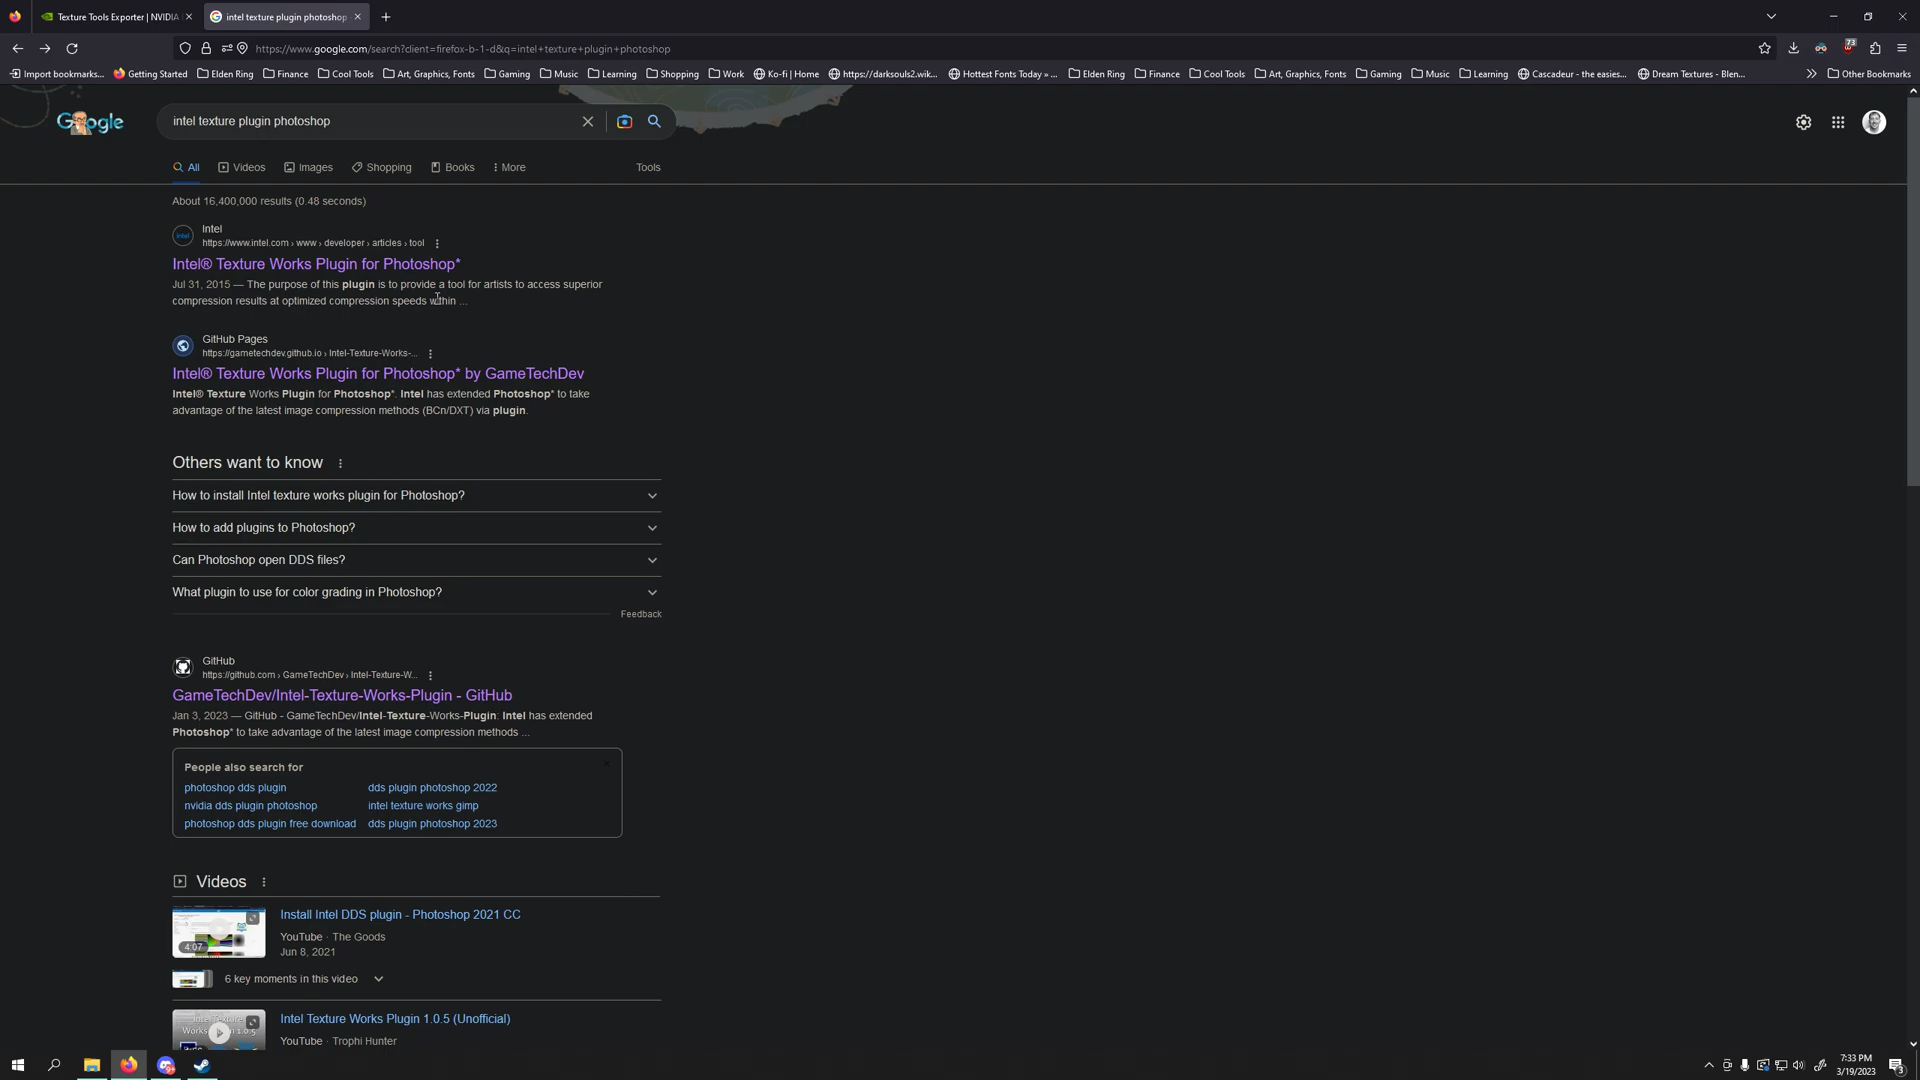 Texture Tools Exporter | NVIDIA
intel texture plugin photoshop
https://www.google.com/search?client=firefox-b-1-d&q=intel+texture+plugin+photoshop
73
Import bookmarks...
Getting Started
Elden Ring
Finance
Cool Tools
Art, Graphics, Fonts
Gaming
Music
Learning
Shopping
Work
Ko-fi | Home
https://darksouls2.wik...
Hottest Fonts Today » ...
Elden Ring
Finance
Cool Tools
Art, Graphics, Fonts
Gaming
Music
Learning
Cascadeur - the easies...
Dream Textures - Blen...
Other Bookmarks
Google
intel texture plugin photoshop
All
Videos
Images
Shopping
Books
More
Tools
About 16,400,000 results (0.48 seconds)
intel
Intel
https://www.intel.com › www › developer › articles › tool
Intel® Texture Works Plugin for Photoshop*
Jul 31, 2015 — The purpose of this plugin is to provide a tool for artists to access superior
compression results at optimized compression speeds within ...
GitHub Pages
https://gametechdev.github.io › Intel-Texture-Works-...
Intel® Texture Works Plugin for Photoshop* by GameTechDev
Intel® Texture Works Plugin for Photoshop*. Intel has extended Photoshop* to take
advantage of the latest image compression methods (BCn/DXT) via plugin.
Others want to know
How to install Intel texture works plugin for Photoshop?
How to add plugins to Photoshop?
Can Photoshop open DDS files?
What plugin to use for color grading in Photoshop?
Feedback
GitHub
https://github.com › GameTechDev › Intel-Texture-W...
GameTechDev/Intel-Texture-Works-Plugin - GitHub
Jan 3, 2023 — GitHub - GameTechDev/Intel-Texture-Works-Plugin: Intel has extended
Photoshop* to take advantage of the latest image compression methods ...
People also search for
photoshop dds plugin
dds plugin photoshop 2022
nvidia dds plugin photoshop
intel texture works gimp
photoshop dds plugin free download
dds plugin photoshop 2023
Videos
4:07
Install Intel DDS plugin - Photoshop 2021 CC
YouTube · The Goods
Jun 8, 2021
6 key moments in this video
Intel Texture Works Plugin 1.0.5 (Unofficial)
YouTube · Trophi Hunter
7:33 PM
3/19/2023
3